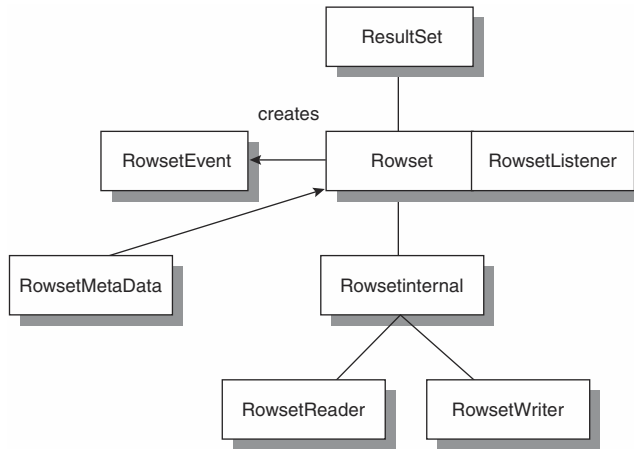 ResultSet
creates
RowsetEvent
Rowset
RowsetListener
RowsetMetaData
Rowsetinternal
RowsetReader
RowsetWriter